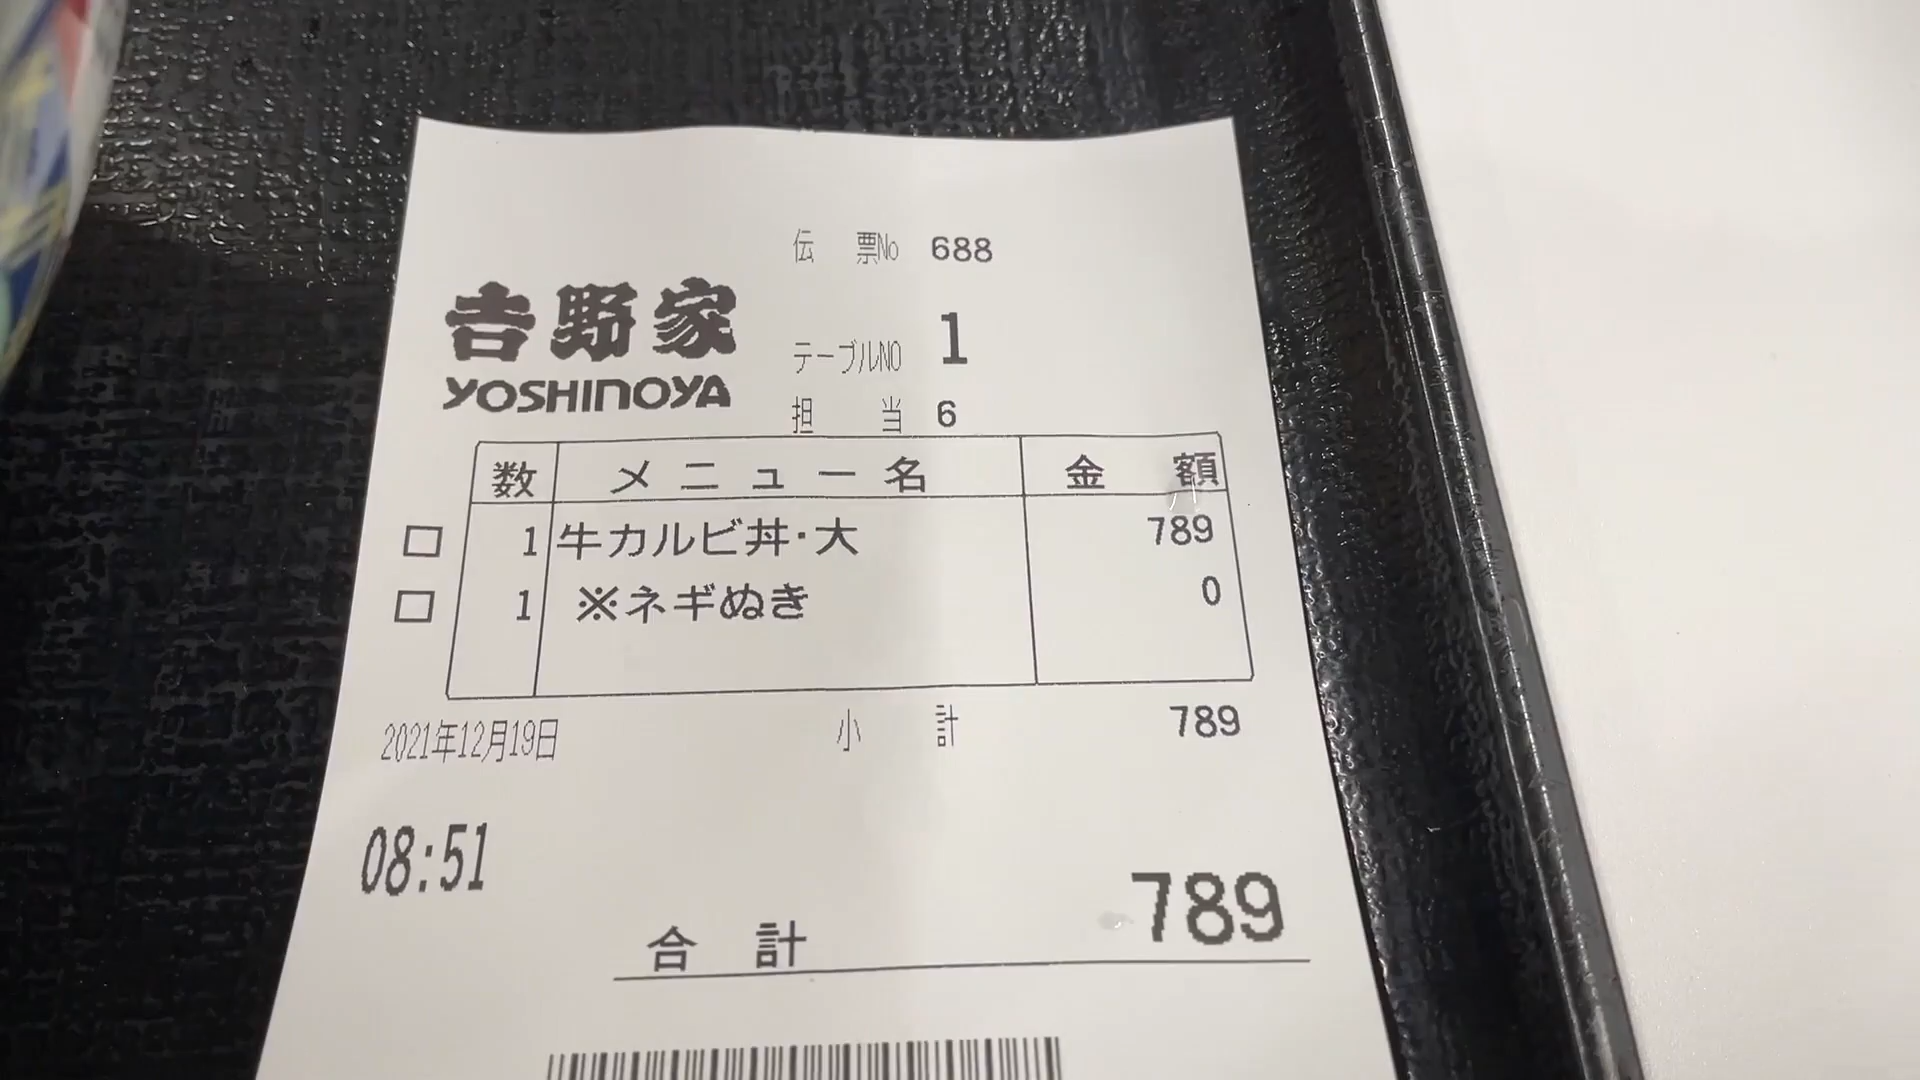 伝 票No 688
吉野家
YOSHINOYA
テーブルNO 1
担 当 6
数 メニュー名 金 額
□ 1 牛カルビ丼・大 789
□ 1 ※ネギぬき 0
2021年12月19日 小 計 789
08:51
合 計 789